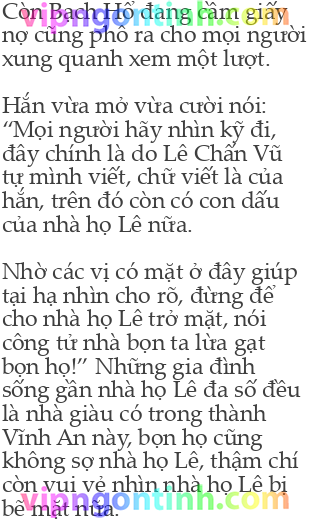 Còn Bạch Hổ đang cầm giấy
nợ cũng phô ra cho mọi người
xung quanh xem một lượt.
Hắn vừa mở vừa cười nói:
“Mọi người hãy nhìn kỹ đi,
đây chính là do Lê Chấn Vũ
tự mình viết, chữ viết là của
hắn, trên đó còn có con dấu
của nhà họ Lê nữa.
Nhờ các vị có mặt ở đây giúp
tại hạ nhìn cho rõ, đừng để
cho nhà họ Lê trở mặt, nói
công tử nhà bọn ta lừa gạt
bọn họ!” Những gia đình
sống gần nhà họ Lê đa số đều
là nhà giàu có trong thành
Vĩnh An này, bọn họ cũng
không sợ nhà họ Lê, thậm chí
còn vui vẻ nhìn nhà họ Lê bị
bẽ mặt nữa.
vipngontinh.com
vipngontinh.com